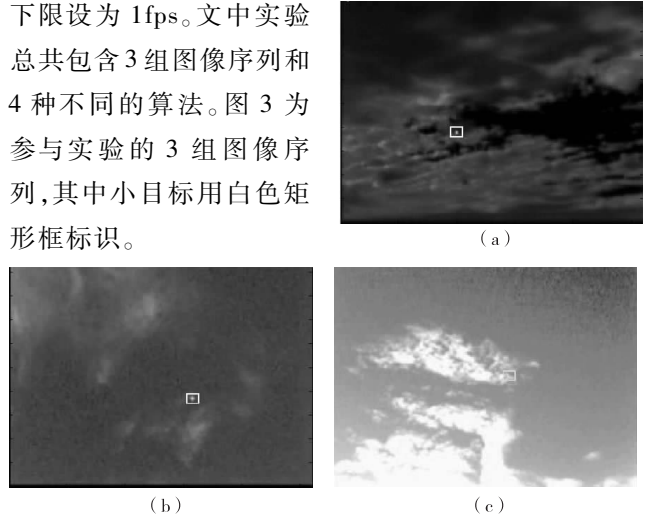 下限设为 1fps。文中实验
总共包含3组图像序列和
4 种不同的算法。图 3 为
参与实验的 3 组图像序
列,其中小目标用白色矩
形框标识。
(a)
(b)
(c)